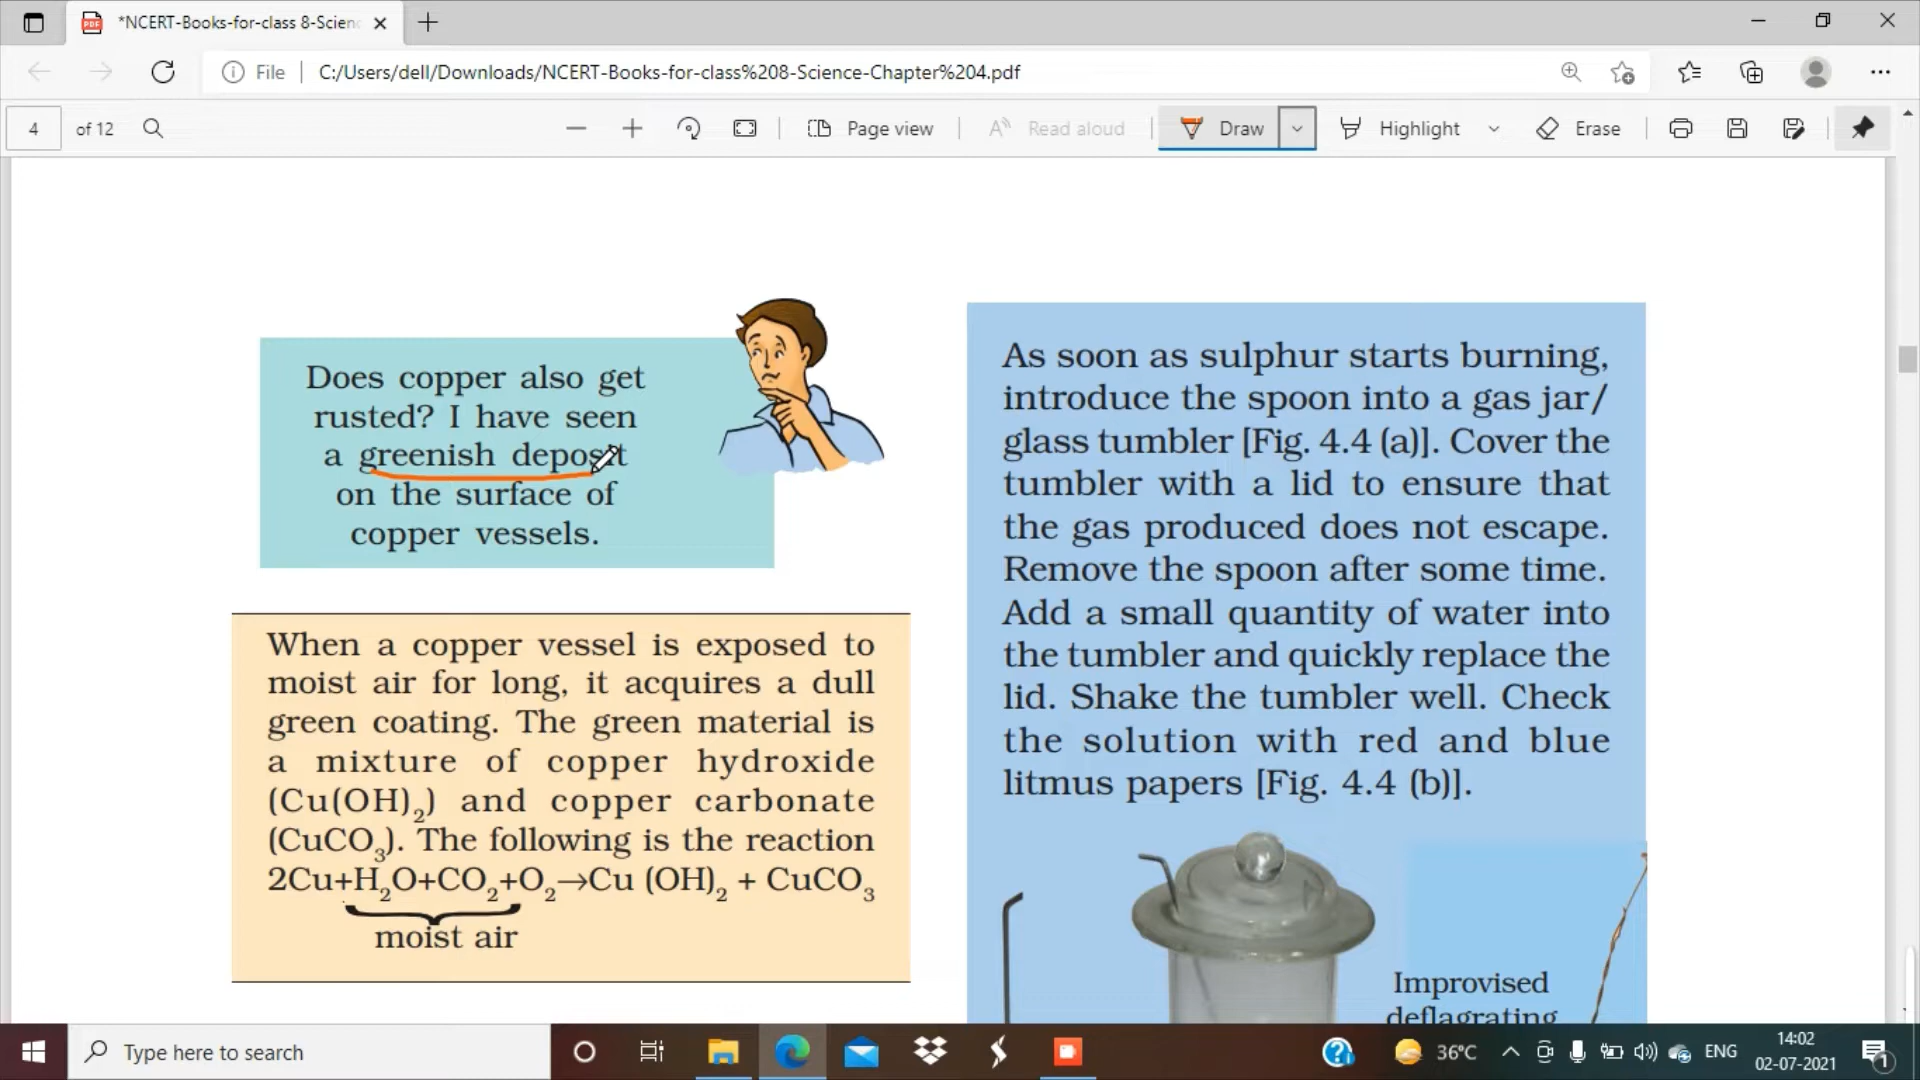 *NCERT-Books-for-class 8-Scien
File
C:/Users/dell/Downloads/NCERT-Books-for-class%208-Science-Chapter%204.pdf
4 of 12
Page view
Read aloud
Draw
Highlight
Erase
Does copper also get
rusted? I have seen
a greenish deposit
on the surface of
copper vessels.
When a copper vessel is exposed to
moist air for long, it acquires a dull
green coating. The green material is
a mixture of copper hydroxide
(Cu(OH)₂) and copper carbonate
(CuCO₃). The following is the reaction
2Cu+H₂O+CO₂+O₂→Cu (OH)₂ + CuCO₃
moist air
As soon as sulphur starts burning,
introduce the spoon into a gas jar/
glass tumbler [Fig. 4.4 (a)]. Cover the
tumbler with a lid to ensure that
the gas produced does not escape.
Remove the spoon after some time.
Add a small quantity of water into
the tumbler and quickly replace the
lid. Shake the tumbler well. Check
the solution with red and blue
litmus papers [Fig. 4.4 (b)].
Improvised
deflagrating
Type here to search
36°C
ENG
14:02
02-07-2021
1